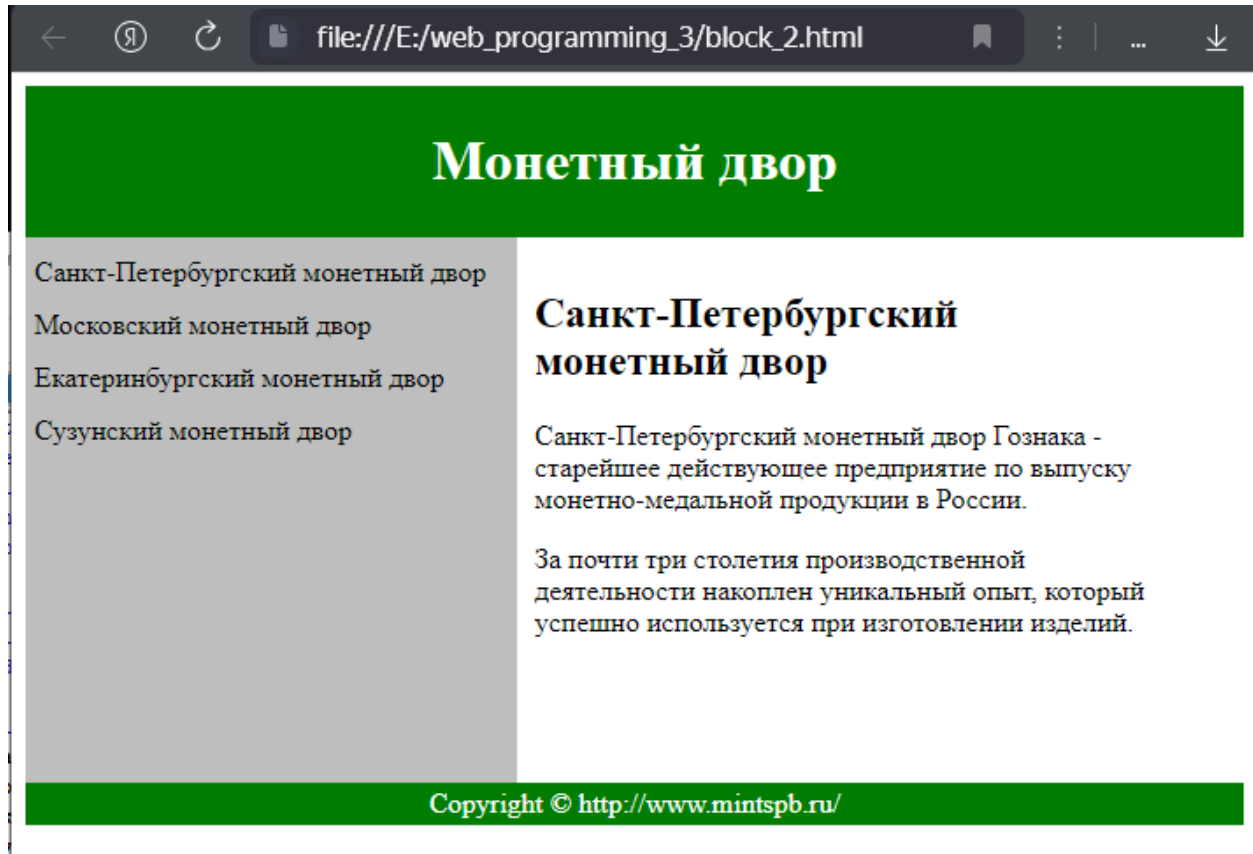 Я file:///E:/web_programming_3/block_2.html ...
Монетный двор
Санкт-Петербургский монетный двор
Московский монетный двор
Екатеринбургский монетный двор
Сузунский монетный двор
Санкт-Петербургский
монетный двор
Санкт-Петербургский монетный двор Гознака -
старейшее действующее предприятие по выпуску
монетно-медальной продукции в России.
За почти три столетия производственной
деятельности накоплен уникальный опыт, который
успешно используется при изготовлении изделий.
Copyright © http://www.mintspb.ru/